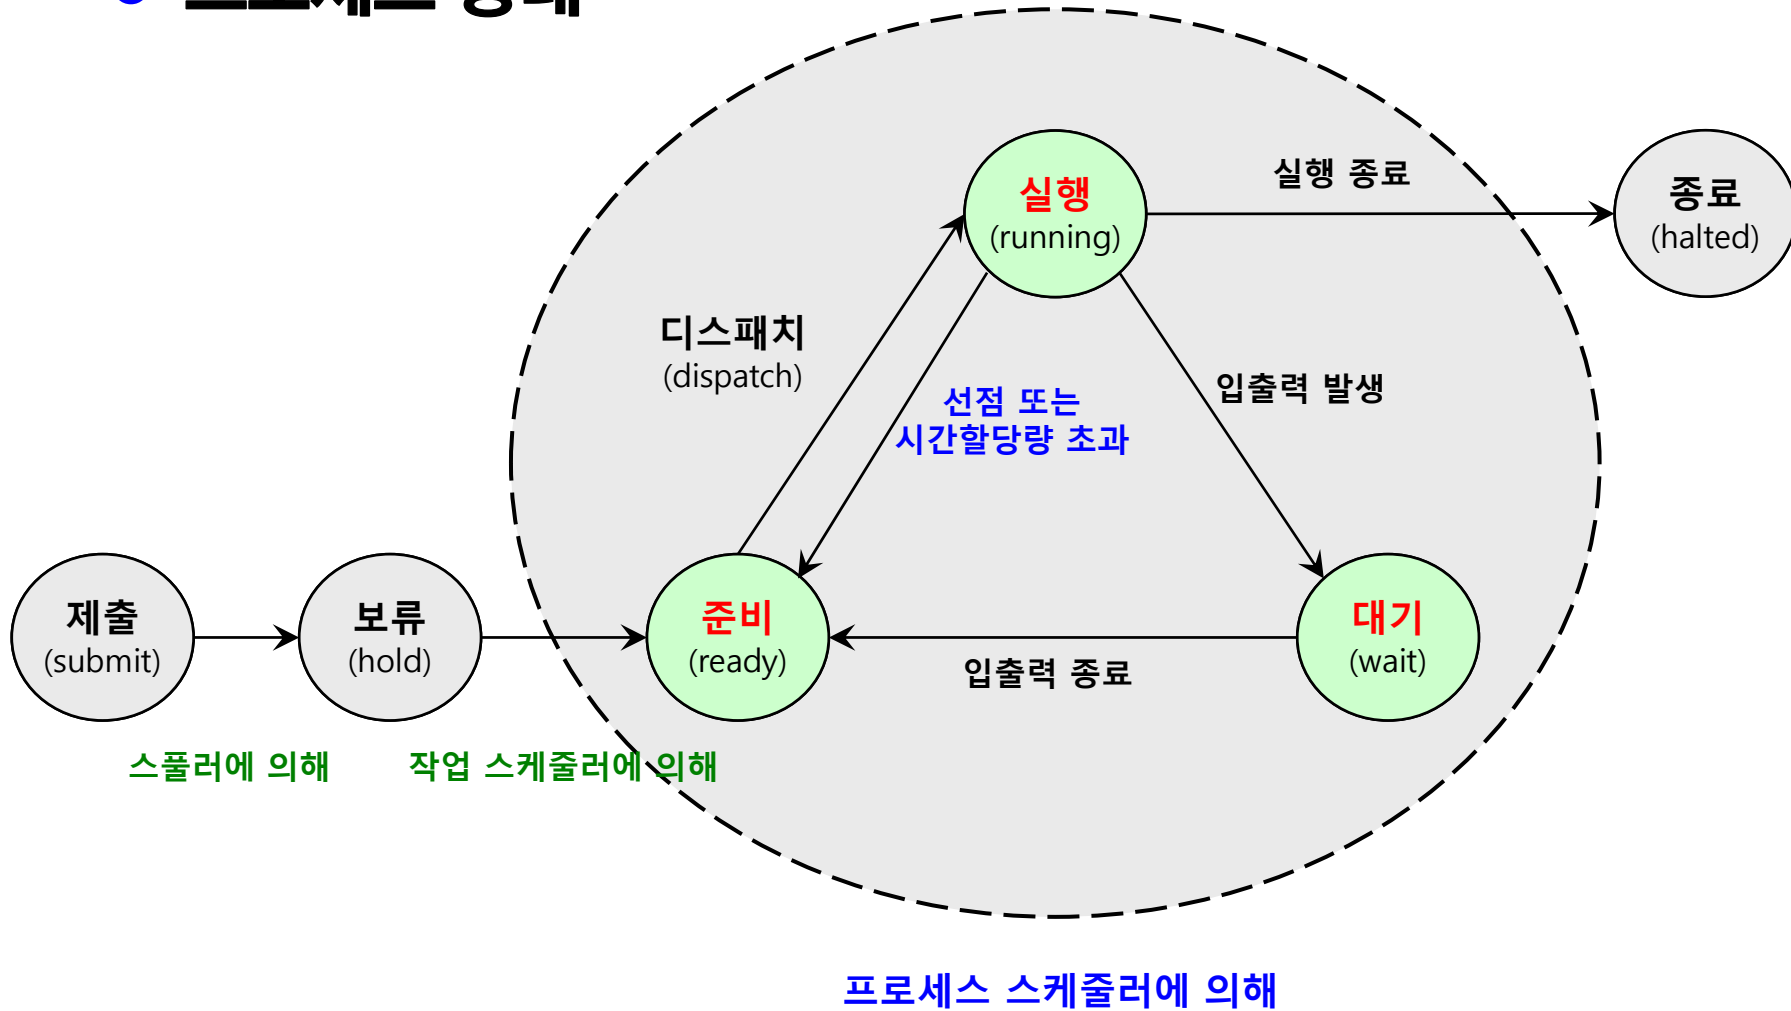 실행
(running)
실행 종료
종료
(halted)
디스패치
(dispatch)
선점 또는
시간할당량 초과
입출력 발생
제출
(submit)
보류
(hold)
준비
(ready)
입출력 종료
대기
(wait)
스풀러에 의해
작업 스케줄러에 의해
프로세스 스케줄러에 의해